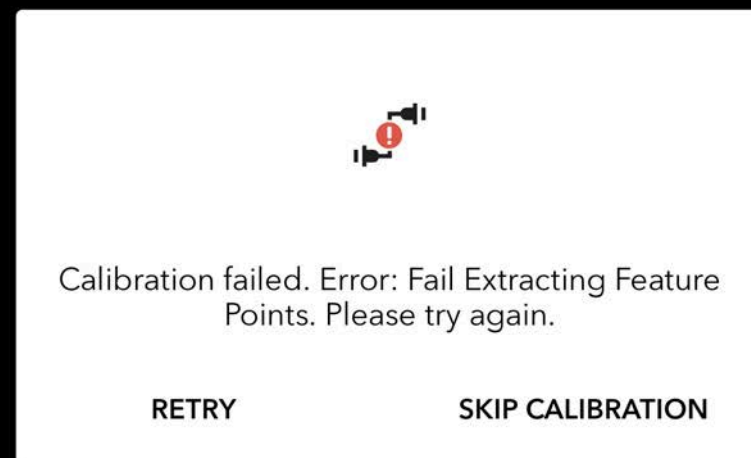 Calibration failed. Error: Fail Extracting Feature
Points. Please try again.
RETRY SKIP CALIBRATION